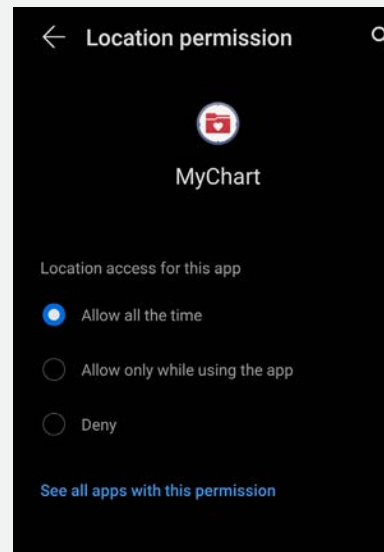 Location permission
MyChart
Location access for this app
Allow all the time
Allow only while using the app
Deny
See all apps with this permission